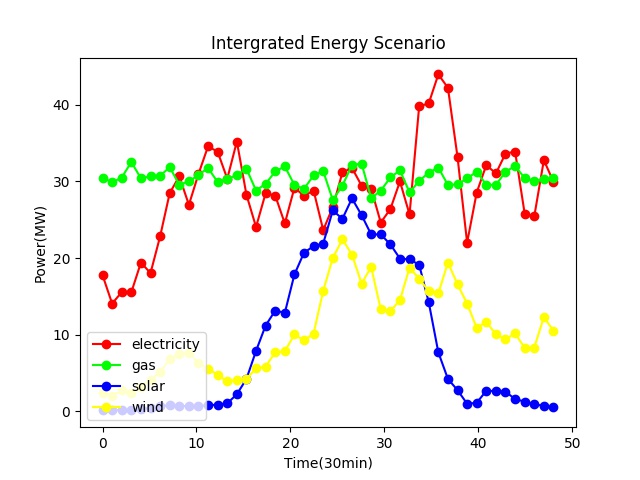 Intergrated Energy Scenario
Power(MW)
40
30
20
10
0
electricity
gas
solar
wind
0 10 20 30 40 50
Time(30min)